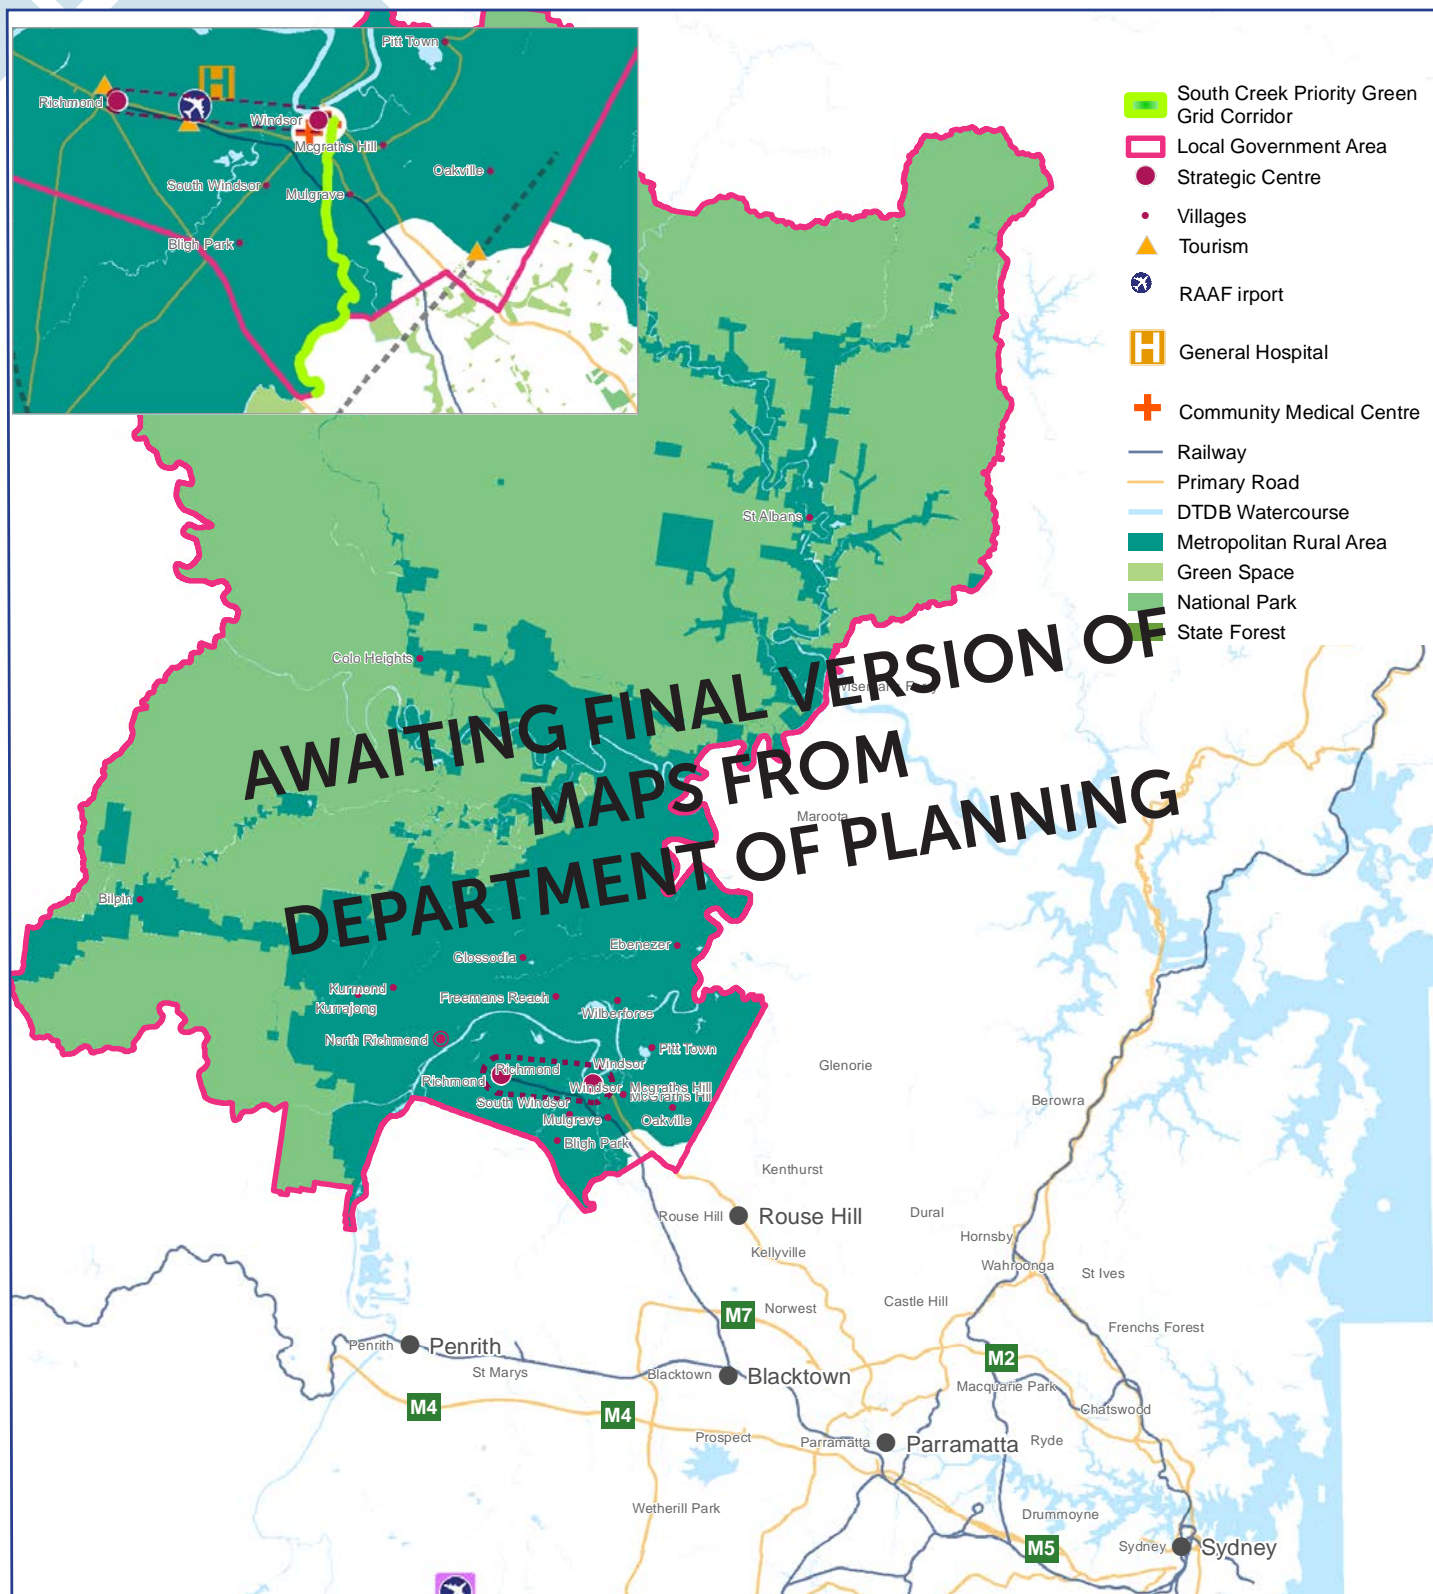 Pitt Town
Richmond
Windsor
Mcgraths Hill
Oakville
South Windsor
Mulgrave
Bligh Park
South Creek Priority Green
Grid Corridor
Local Government Area
Strategic Centre
Villages
Tourism
RAAF irport
H
General Hospital
Community Medical Centre
Railway
Primary Road
DTDB Watercourse
Metropolitan Rural Area
Green Space
National Park
State Forest
H
St Albans
Colo Heights
AWAITING FINAL VERSION OF
MAPS FROM
DEPARTMENT OF PLANNING
Maroota
Bilpin
Ebenezer
Glossodia
Kurmond
Kurrajong
Freemans Reach
Wilberforce
North Richmond
Pitt Town
Richmond
Richmond
Windsor
Windsor
Mcgraths Hill
McGraths Hill
South Windsor
Mulgrave
Oakville
Bligh Park
Glenorie
Berowra
Kenthurst
Rouse Hill
Rouse Hill
Dural
Kellyville
Hornsby
Wahroonga
St Ives
M7
Norwest
Castle Hill
Frenchs Forest
Penrith
Penrith
St Marys
Blacktown
Blacktown
M2
Macquarie Park
Chatswood
M4
M4
Prospect
Parramatta
Parramatta
Ryde
Wetherill Park
Drummoyne
M5
Sydney
Sydney